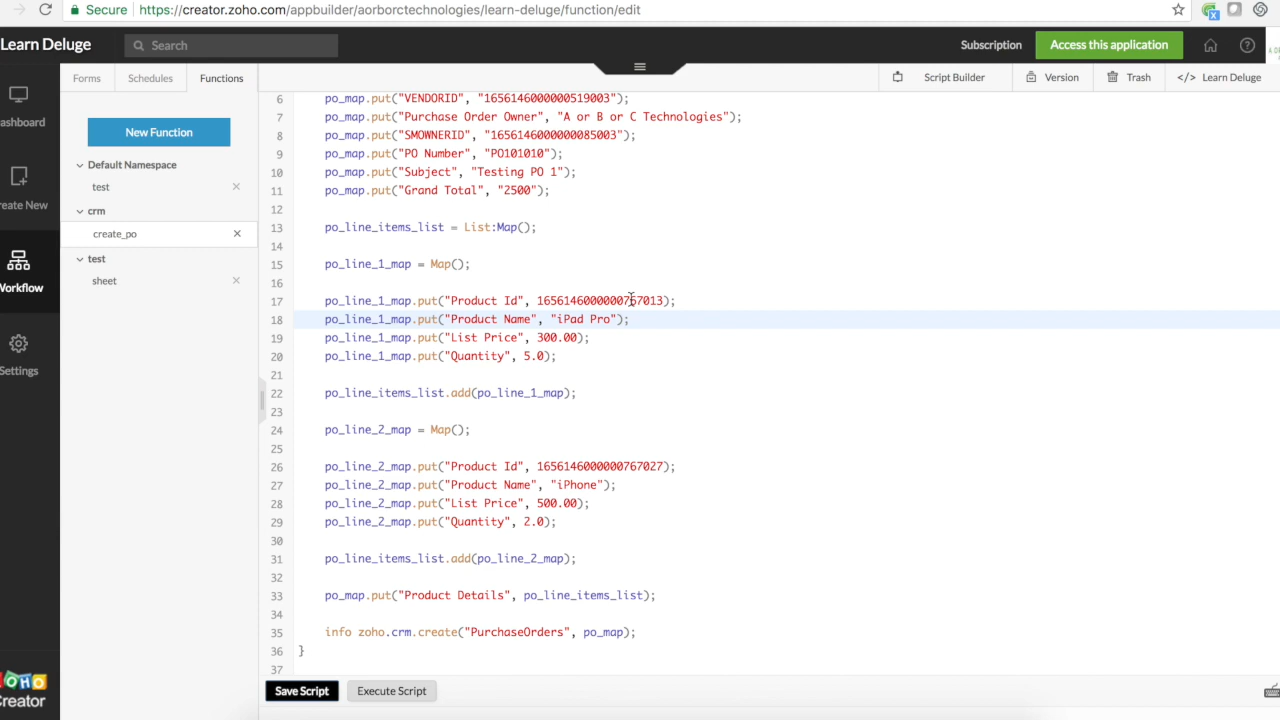 Secure https://creator.zoho.com/appbuilder/aorborctechnologies/learn-deluge/function/edit
Learn Deluge
Search
Subscription
Access this application
Forms
Schedules
Functions
Script Builder
Version
Trash
</> Learn Deluge
ashboard
reate New
Workflow
Settings
ZOHO
Creator
New Function
Default Namespace
test
crm
create_po
test
sheet
6 po_map.put("VENDORID", "1656146000000519003");
7 po_map.put("Purchase Order Owner", "A or B or C Technologies");
8 po_map.put("SMOWNERID", "1656146000000085003");
9 po_map.put("PO Number", "PO101010");
10 po_map.put("Subject", "Testing PO 1");
11 po_map.put("Grand Total", "2500");
12
13 po_line_items_list = List:Map();
14
15 po_line_1_map = Map();
16
17 po_line_1_map.put("Product Id", 1656146000000767013);
18 po_line_1_map.put("Product Name", "iPad Pro");
19 po_line_1_map.put("List Price", 300.00);
20 po_line_1_map.put("Quantity", 5.0);
21
22 po_line_items_list.add(po_line_1_map);
23
24 po_line_2_map = Map();
25
26 po_line_2_map.put("Product Id", 1656146000000767027);
27 po_line_2_map.put("Product Name", "iPhone");
28 po_line_2_map.put("List Price", 500.00);
29 po_line_2_map.put("Quantity", 2.0);
30
31 po_line_items_list.add(po_line_2_map);
32
33 po_map.put("Product Details", po_line_items_list);
34
35 info zoho.crm.create("PurchaseOrders", po_map);
36 }
37
Save Script
Execute Script